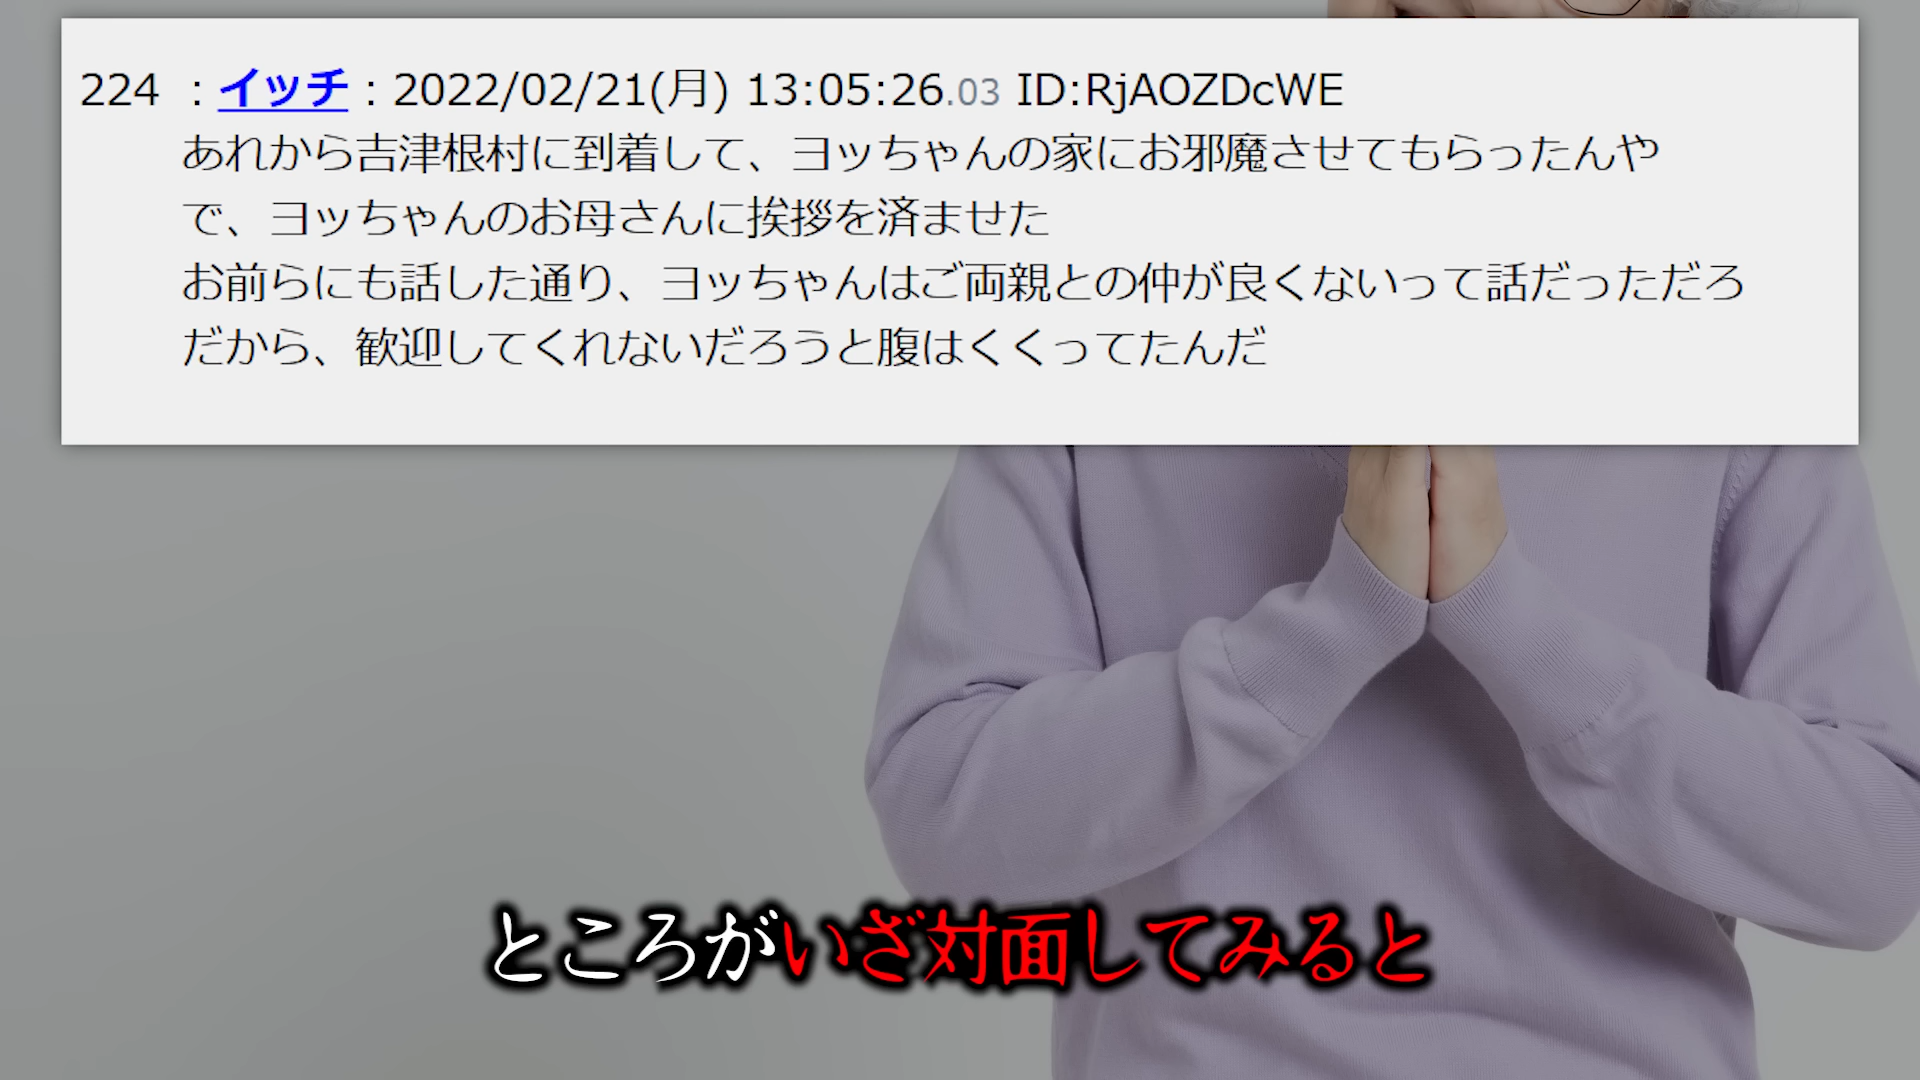 224 ：イッチ：2022/02/21(月) 13:05:26.03 ID:RjAOZDcWE
あれから吉津根村に到着して、ヨッちゃんの家にお邪魔させてもらったんや
で、ヨッちゃんのお母さんに挨拶を済ませた
お前らにも話した通り、ヨッちゃんはご両親との仲が良くないって話だっただろ
だから、歓迎してくれないだろうと腹はくくってたんだ
ところがいざ対面してみると